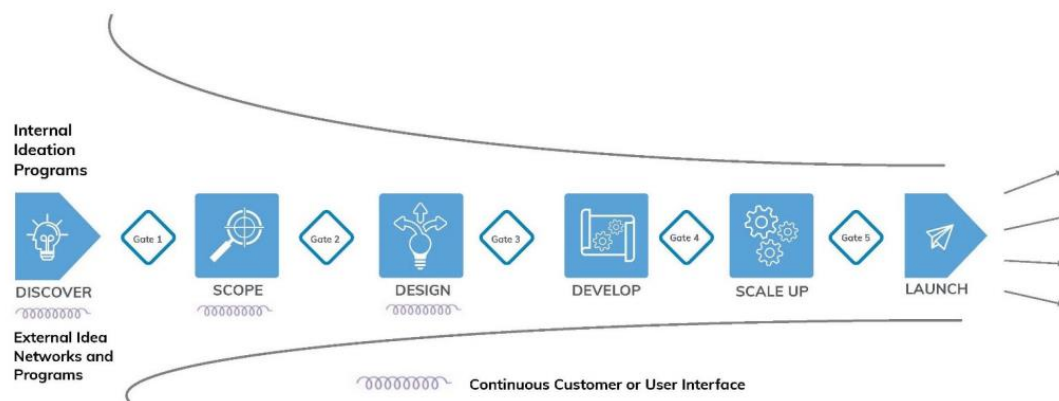 Internal
Ideation
Programs
Gate 1
Gate 2
Gate 3
Gate 4
Gate 5
DISCOVER
SCOPE
DESIGN
DEVELOP
SCALE UP
LAUNCH
External Idea
Networks and
Programs
Continuous Customer or User Interface